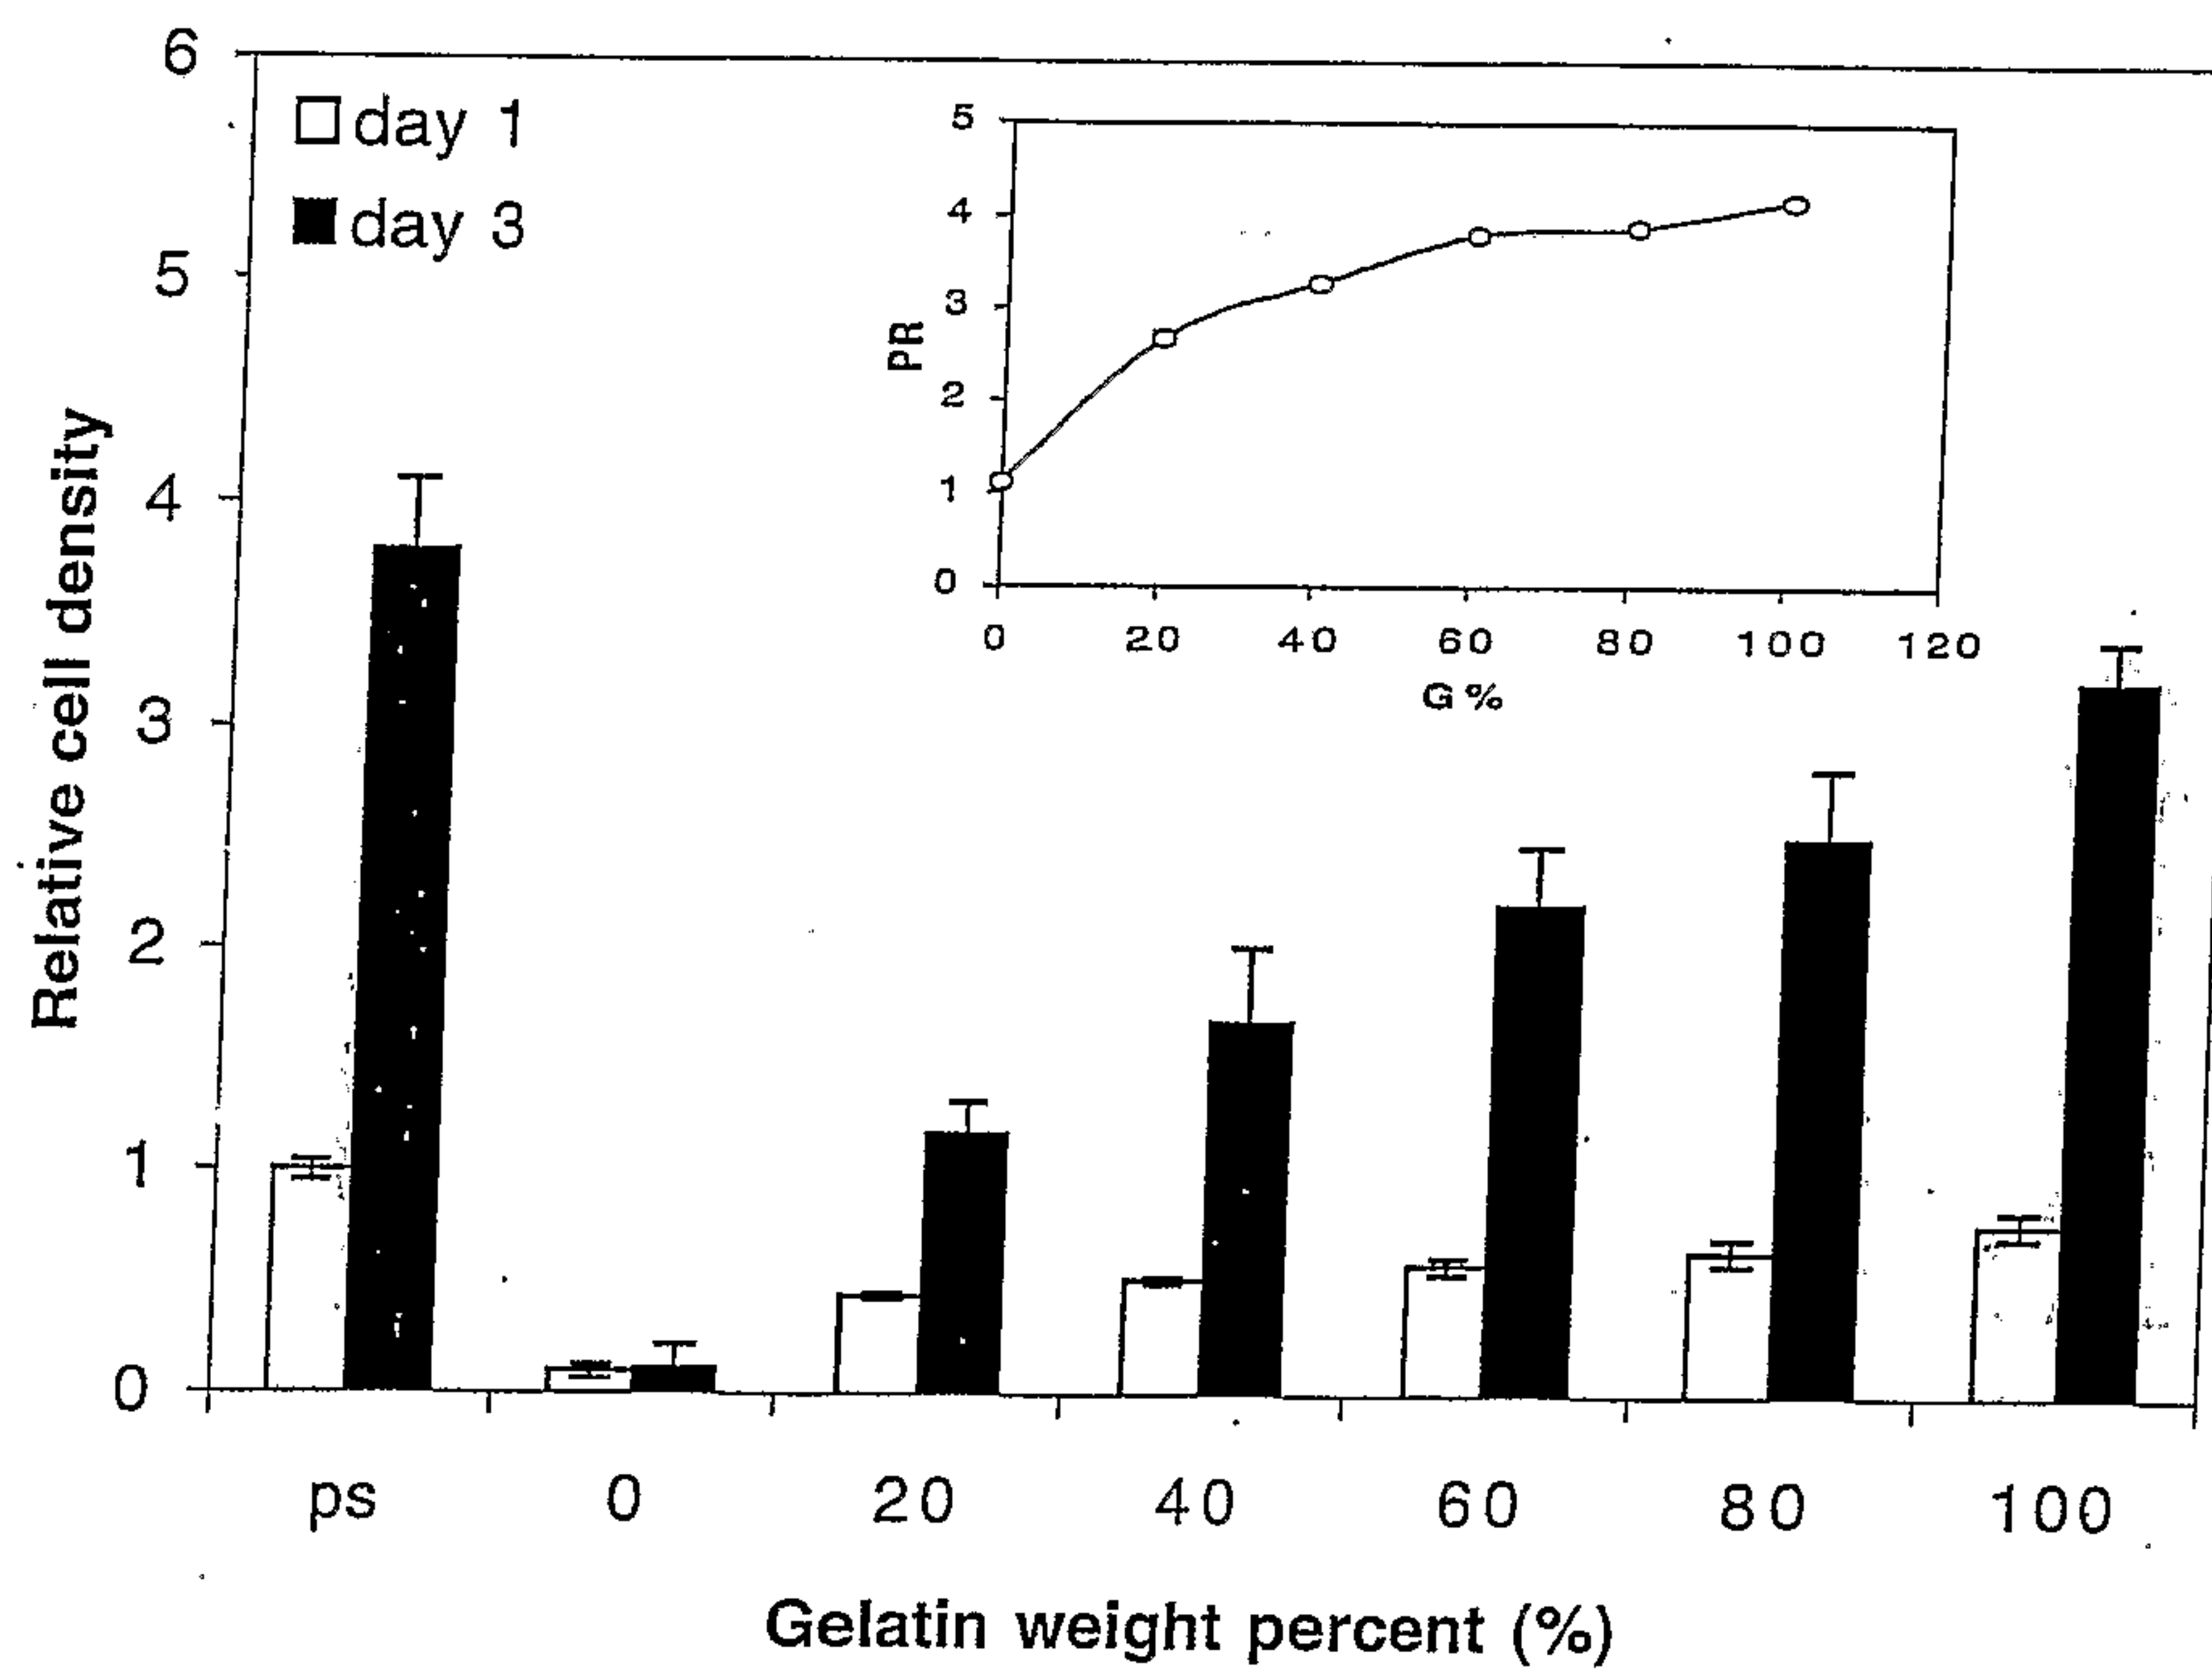 6
5
4
3
2
1
0
Relative cell density
day 1
day 3
5
4
3
2
1
0
PR
0 20 40 60 80 100 120
G%
ps 0 20 40 60 80 100
Gelatin weight percent (%)